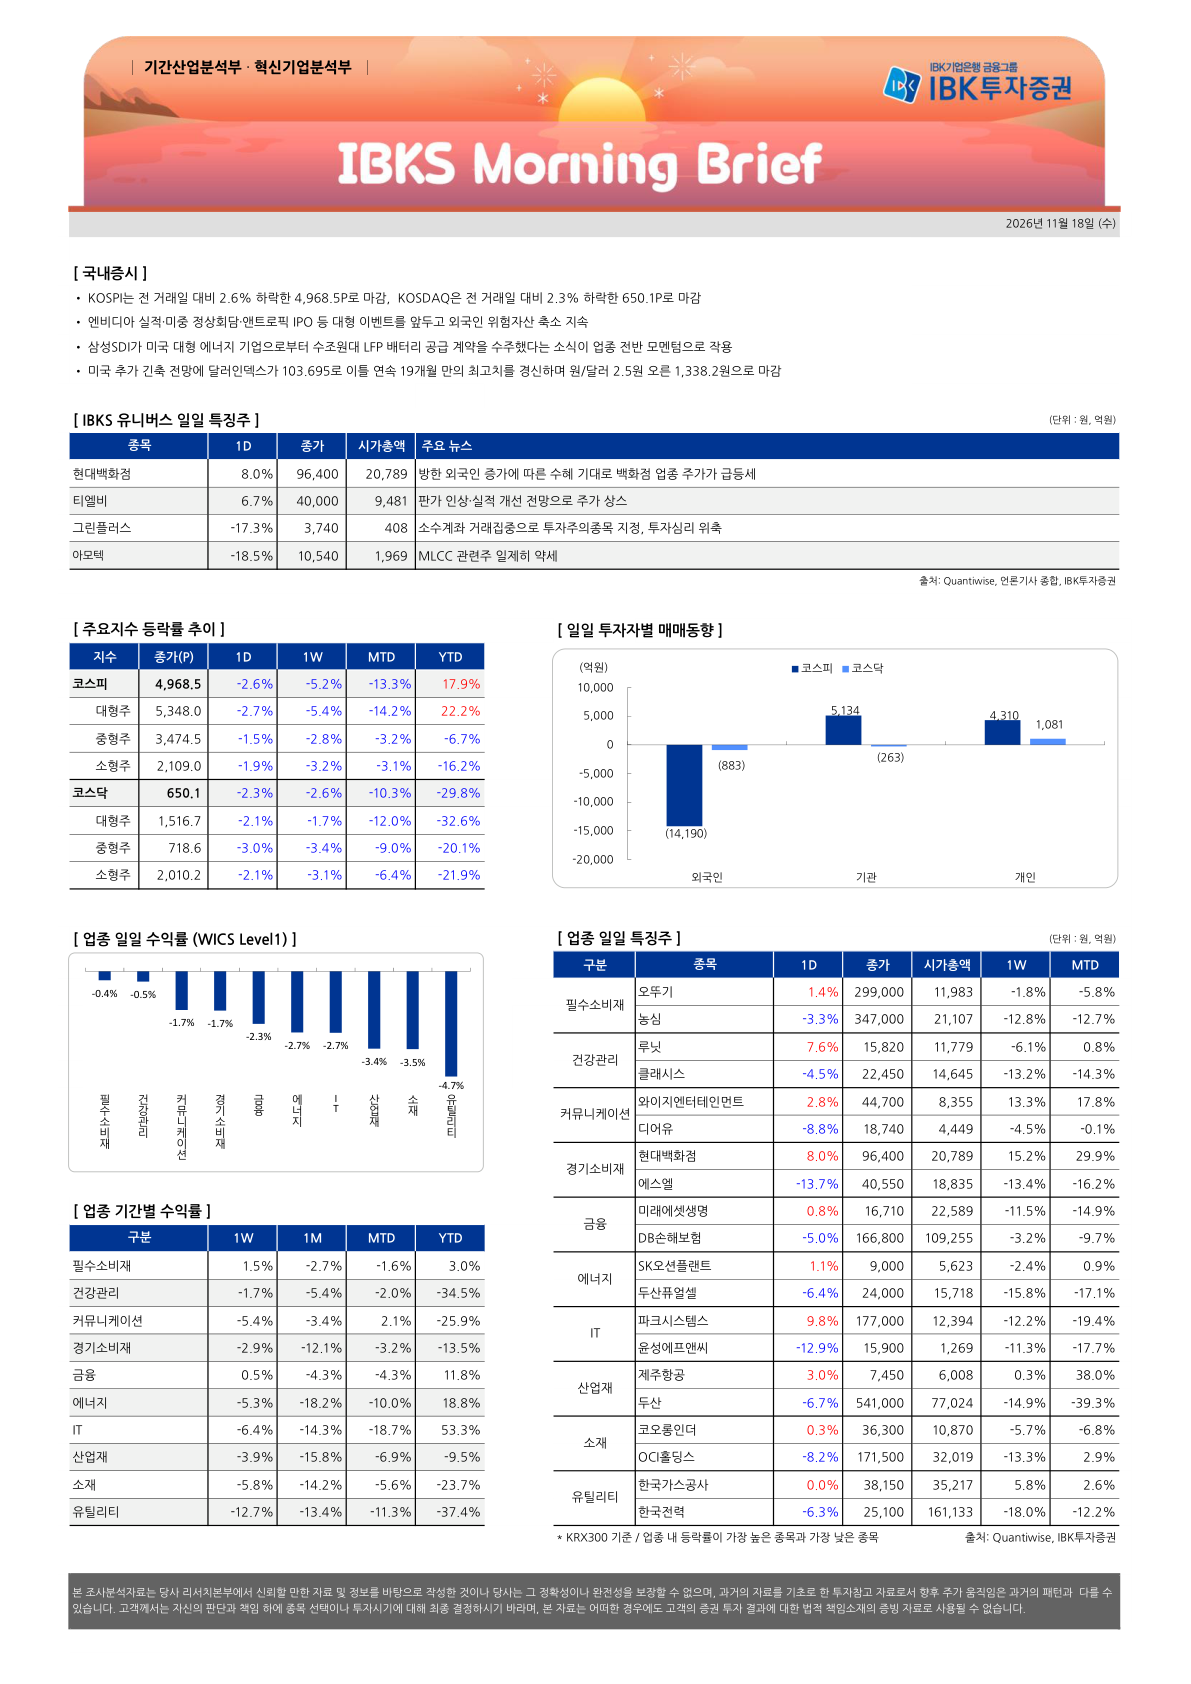 기간산업분석부 · 혁신기업분석부
IBK기업은행 금융그룹
IBK투자증권
IBKS Morning Brief
2026년 11월 18일 (수)
[ 국내증시 ]
• KOSPI는 전 거래일 대비 2.6% 하락한 4,968.5P로 마감, KOSDAQ은 전 거래일 대비 2.3% 하락한 650.1P로 마감
• 엔비디아 실적·미중 정상회담·앤트로픽 IPO 등 대형 이벤트를 앞두고 외국인 위험자산 축소 지속
• 삼성SDI가 미국 대형 에너지 기업으로부터 수조원대 LFP 배터리 공급 계약을 수주했다는 소식이 업종 전반 모멘텀으로 작용
• 미국 추가 긴축 전망에 달러인덱스가 103.695로 이틀 연속 19개월 만의 최고치를 경신하며 원/달러 2.5원 오른 1,338.2원으로 마감
[ IBKS 유니버스 일일 특징주 ]
(단위 : 원, 억원)
종목 1D 종가 시가총액 주요 뉴스
현대백화점 8.0% 96,400 20,789 방한 외국인 증가에 따른 수혜 기대로 백화점 업종 주가가 급등세
티엘비 6.7% 40,000 9,481 판가 인상·실적 개선 전망으로 주가 상스
그린플러스 -17.3% 3,740 408 소수계좌 거래집중으로 투자주의종목 지정, 투자심리 위축
아모텍 -18.5% 10,540 1,969 MLCC 관련주 일제히 약세
출처: Quantiwise, 언론기사 종합, IBK투자증권
[ 주요지수 등락률 추이 ]
지수 종가(P) 1D 1W MTD YTD
코스피 4,968.5 -2.6% -5.2% -13.3% 17.9%
대형주 5,348.0 -2.7% -5.4% -14.2% 22.2%
중형주 3,474.5 -1.5% -2.8% -3.2% -6.7%
소형주 2,109.0 -1.9% -3.2% -3.1% -16.2%
코스닥 650.1 -2.3% -2.6% -10.3% -29.8%
대형주 1,516.7 -2.1% -1.7% -12.0% -32.6%
중형주 718.6 -3.0% -3.4% -9.0% -20.1%
소형주 2,010.2 -2.1% -3.1% -6.4% -21.9%
[ 일일 투자자별 매매동향 ]
(억원)
코스피 코스닥
10,000
5,000
0
-5,000
-10,000
-15,000
-20,000
(14,190) (883) 5,134 (263) 4,310 1,081
외국인 기관 개인
[ 업종 일일 수익률 (WICS Level1) ]
-0.4% -0.5% -1.7% -1.7% -2.3% -2.7% -2.7% -3.4% -3.5% -4.7%
필수소비재 건강관리 커뮤니케이션 경기소비재 금융 에너지 IT 산업재 소재 유틸리티
[ 업종 기간별 수익률 ]
구분 1W 1M MTD YTD
필수소비재 1.5% -2.7% -1.6% 3.0%
건강관리 -1.7% -5.4% -2.0% -34.5%
커뮤니케이션 -5.4% -3.4% 2.1% -25.9%
경기소비재 -2.9% -12.1% -3.2% -13.5%
금융 0.5% -4.3% -4.3% 11.8%
에너지 -5.3% -18.2% -10.0% 18.8%
IT -6.4% -14.3% -18.7% 53.3%
산업재 -3.9% -15.8% -6.9% -9.5%
소재 -5.8% -14.2% -5.6% -23.7%
유틸리티 -12.7% -13.4% -11.3% -37.4%
[ 업종 일일 특징주 ]
(단위 : 원, 억원)
구분 종목 1D 종가 시가총액 1W MTD
필수소비재
오뚜기 1.4% 299,000 11,983 -1.8% -5.8%
농심 -3.3% 347,000 21,107 -12.8% -12.7%
건강관리
루닛 7.6% 15,820 11,779 -6.1% 0.8%
클래시스 -4.5% 22,450 14,645 -13.2% -14.3%
커뮤니케이션
와이지엔터테인먼트 2.8% 44,700 8,355 13.3% 17.8%
디어유 -8.8% 18,740 4,449 -4.5% -0.1%
경기소비재
현대백화점 8.0% 96,400 20,789 15.2% 29.9%
에스엘 -13.7% 40,550 18,835 -13.4% -16.2%
금융
미래에셋생명 0.8% 16,710 22,589 -11.5% -14.9%
DB손해보험 -5.0% 166,800 109,255 -3.2% -9.7%
에너지
SK오션플랜트 1.1% 9,000 5,623 -2.4% 0.9%
두산퓨얼셀 -6.4% 24,000 15,718 -15.8% -17.1%
IT
파크시스템스 9.8% 177,000 12,394 -12.2% -19.4%
윤성에프앤씨 -12.9% 15,900 1,269 -11.3% -17.7%
산업재
제주항공 3.0% 7,450 6,008 0.3% 38.0%
두산 -6.7% 541,000 77,024 -14.9% -39.3%
소재
코오롱인더 0.3% 36,300 10,870 -5.7% -6.8%
OCI홀딩스 -8.2% 171,500 32,019 -13.3% 2.9%
유틸리티
한국가스공사 0.0% 38,150 35,217 5.8% 2.6%
한국전력 -6.3% 25,100 161,133 -18.0% -12.2%
* KRX300 기준 / 업종 내 등락률이 가장 높은 종목과 가장 낮은 종목
출처: Quantiwise, IBK투자증권
본 조사분석자료는 당사 리서치본부에서 신뢰할 만한 자료 및 정보를 바탕으로 작성한 것이나 당사는 그 정확성이나 완전성을 보장할 수 없으며, 과거의 자료를 기초로 한 투자참고 자료로서 향후 주가 움직임은 과거의 패턴과 다를 수
있습니다. 고객께서는 자신의 판단과 책임 하에 종목 선택이나 투자시기에 대해 최종 결정하시기 바라며, 본 자료는 어떠한 경우에도 고객의 증권 투자 결과에 대한 법적 책임소재의 증빙 자료로 사용될 수 없습니다.